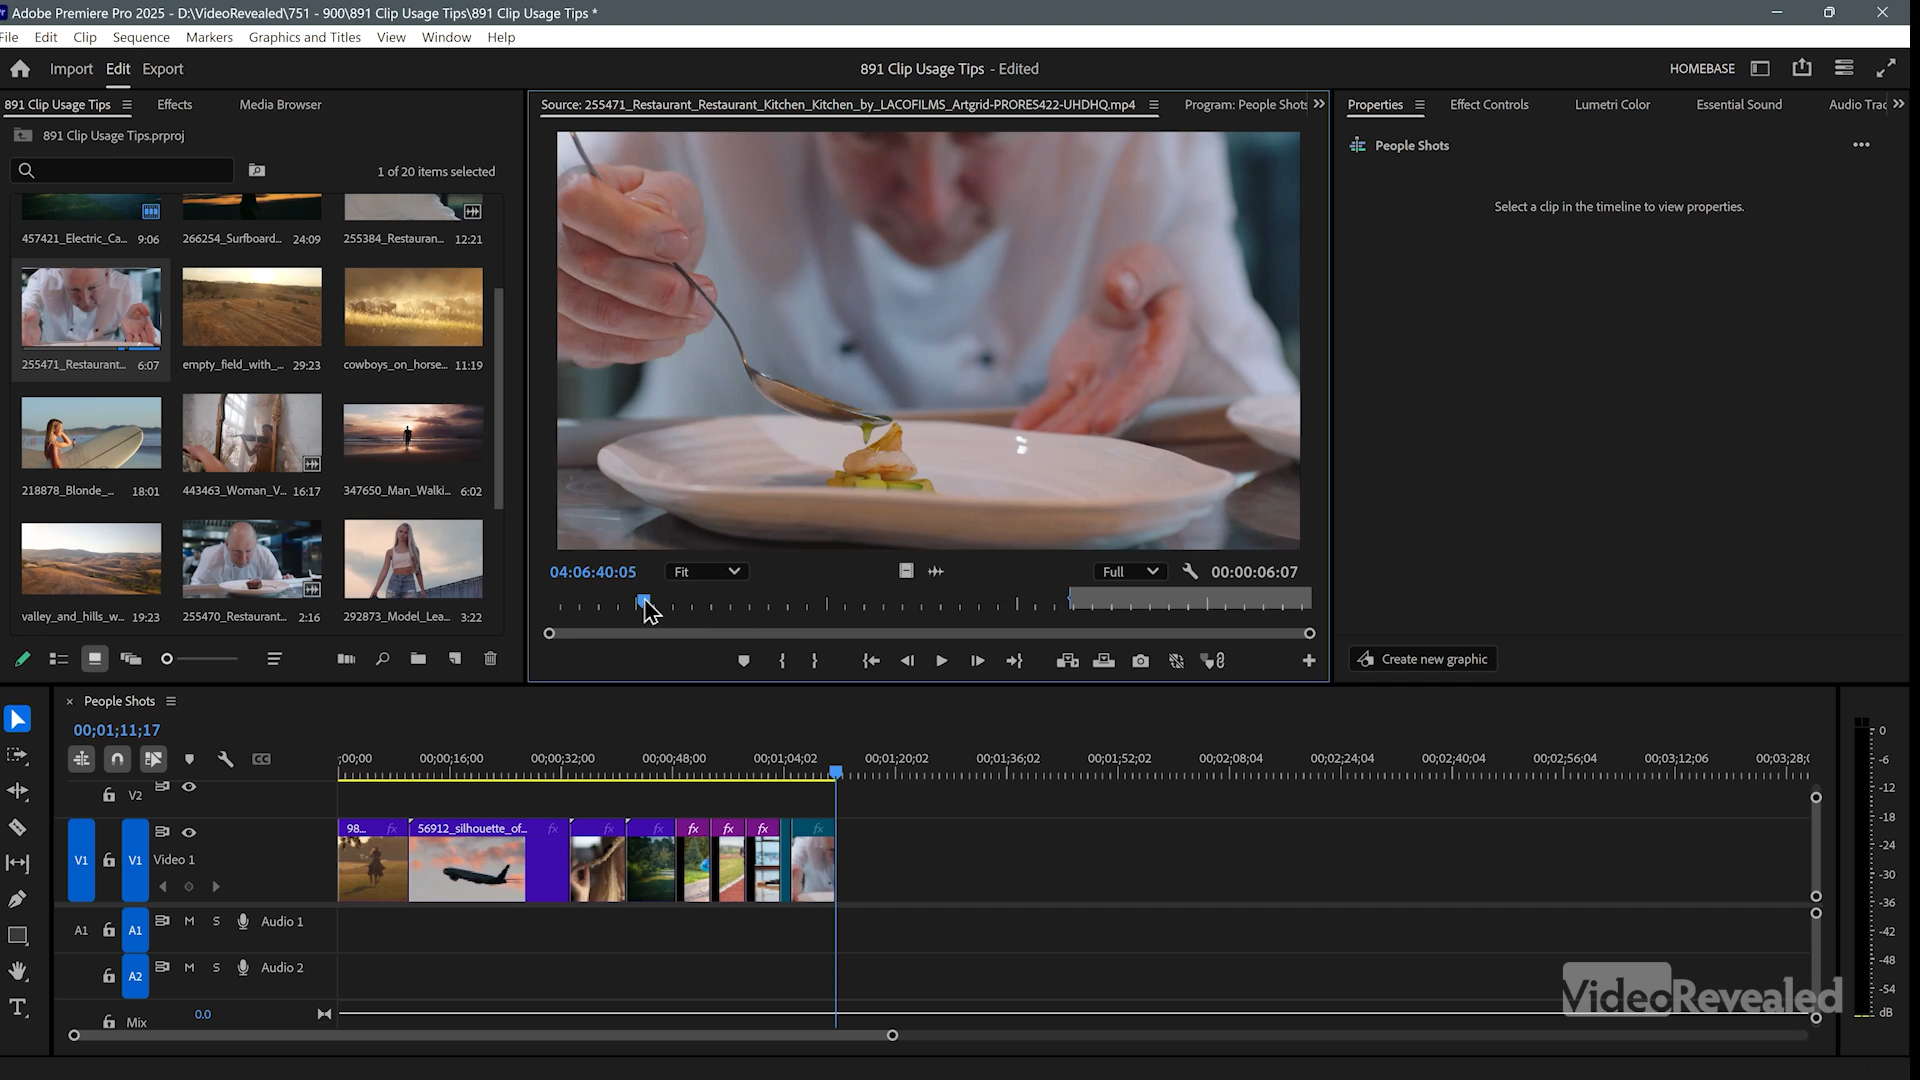 Adobe Premiere Pro 2025 - D:\VideoRevealed\751 - 900\891 Clip Usage Tips\891 Clip Usage Tips *
File Edit Clip Sequence Markers Graphics and Titles View Window Help
Import Edit Export
891 Clip Usage Tips - Edited
HOMEBASE
891 Clip Usage Tips Effects Media Browser
Source: 255471_Restaurant_Restaurant_Kitchen_Kitchen_by_LACOFILMS_Artgrid-PRORES422-UHDHQ.mp4 Program: People Shots
Properties Effect Controls Lumetri Color Essential Sound Audio Trac
891 Clip Usage Tips.prproj
People Shots
1 of 20 items selected
Select a clip in the timeline to view properties.
457421_Electric_Ca... 9:06 266254_Surfboard... 24:09 255384_Restauran... 12:21
255471_Restaurant... 6:07 empty_field_with_... 29:23 cowboys_on_horse... 11:19
218878_Blonde_... 18:01 443463_Woman_V... 16:17 347650_Man_Walki... 6:02
valley_and_hills_w... 19:23 255470_Restaurant... 2:16 292873_Model_Lea... 3:22
04:06:40:05 Fit Full 00:00:06:07
Create new graphic
People Shots
00;01;11;17
CC
;00;00 00;00;16;00 00;00;32;00 00;00;48;00 00;01;04;02 00;01;20;02 00;01;36;02 00;01;52;02 00;02;08;04 00;02;24;04 00;02;40;04 00;02;56;04 00;03;12;06 00;03;28;
V2
98... fx 56912_silhouette_of... fx fx fx fx fx fx fx
V1 V1 Video 1
A1 A1 M S Audio 1
A2 M S Audio 2
Mix 0.0
0
-6
-12
-18
-24
-30
-36
-42
-48
-54
dB
VideoRevealed